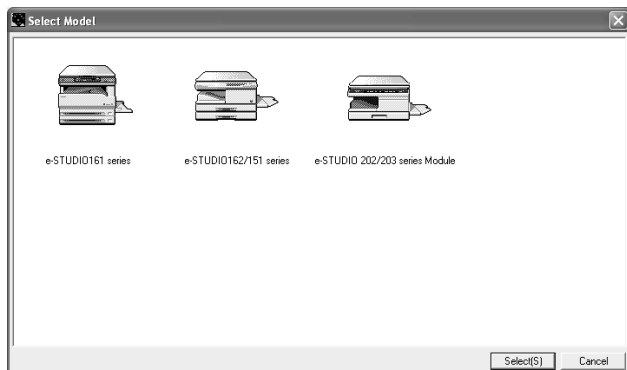 Select Model
e-STUDIO161 series
e-STUDIO162/151 series
e-STUDIO 202/203 series Module
Select(S)
Cancel